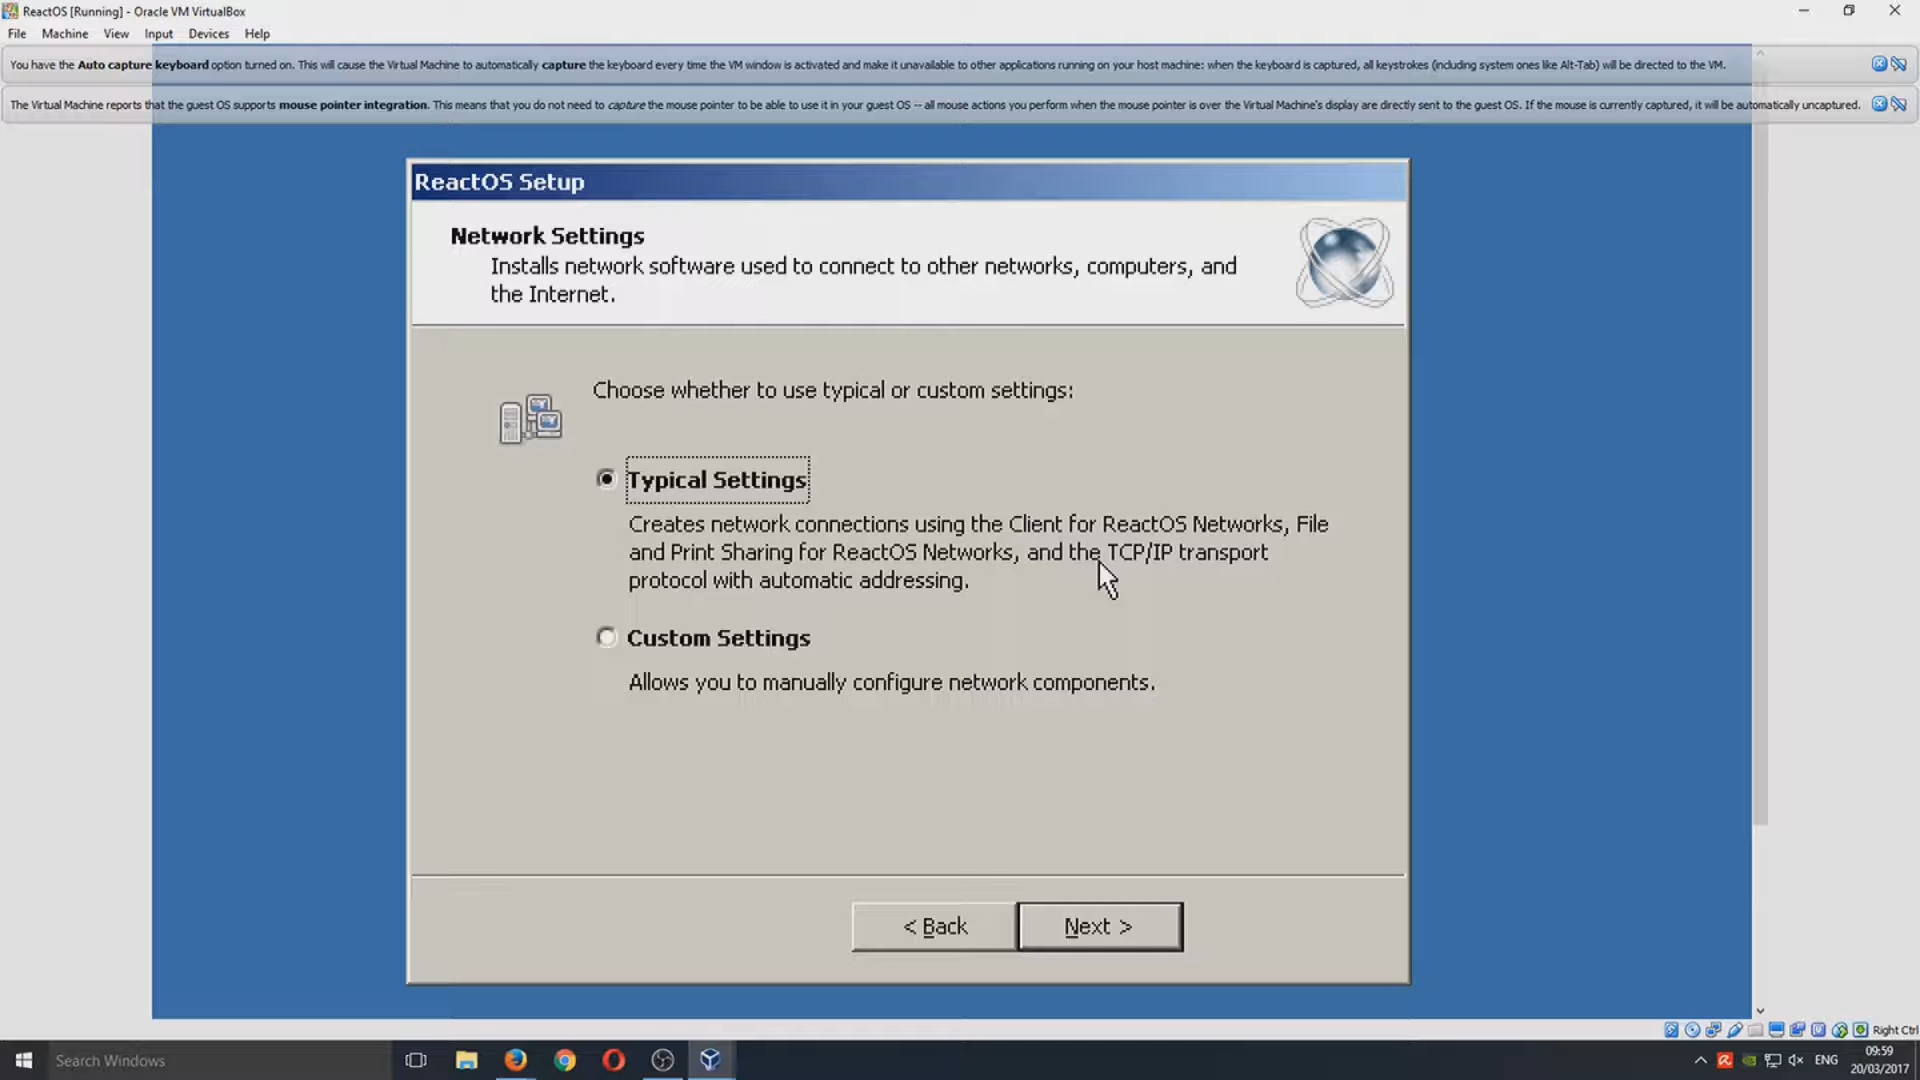 ReactOS [Running] - Oracle VM VirtualBox
File Machine View Input Devices Help
You have the Auto capture keyboard option turned on. This will cause the Virtual Machine to automatically capture the keyboard every time the VM window is activated and make it unavailable to other applications running on your host machine: when the keyboard is captured, all keystrokes (including system ones like Alt-Tab) will be directed to the VM.
The Virtual Machine reports that the guest OS supports mouse pointer integration. This means that you do not need to capture the mouse pointer to be able to use it in your guest OS -- all mouse actions you perform when the mouse pointer is over the Virtual Machine's display are directly sent to the guest OS. If the mouse is currently captured, it will be automatically uncaptured.
ReactOS Setup
Network Settings
Installs network software used to connect to other networks, computers, and
the Internet.
Choose whether to use typical or custom settings:
Typical Settings
Creates network connections using the Client for ReactOS Networks, File
and Print Sharing for ReactOS Networks, and the TCP/IP transport
protocol with automatic addressing.
Custom Settings
Allows you to manually configure network components.
< Back Next >
Right Ctrl
Search Windows
ENG
09:59
20/03/2017